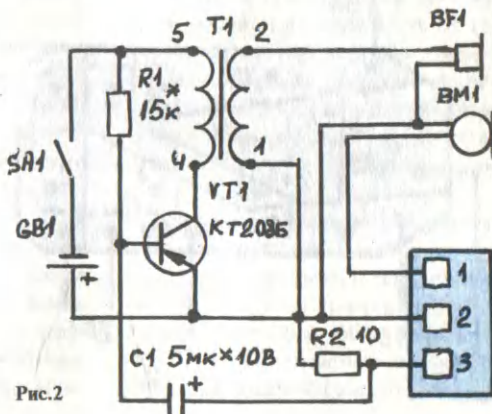 5
T1
2
BF1
R1*
15к
BM1
SA1
4
1
VT1
КТ203Б
GB1
+
1
2
R2 10
3
C1 5мк×10В
+
Рис.2